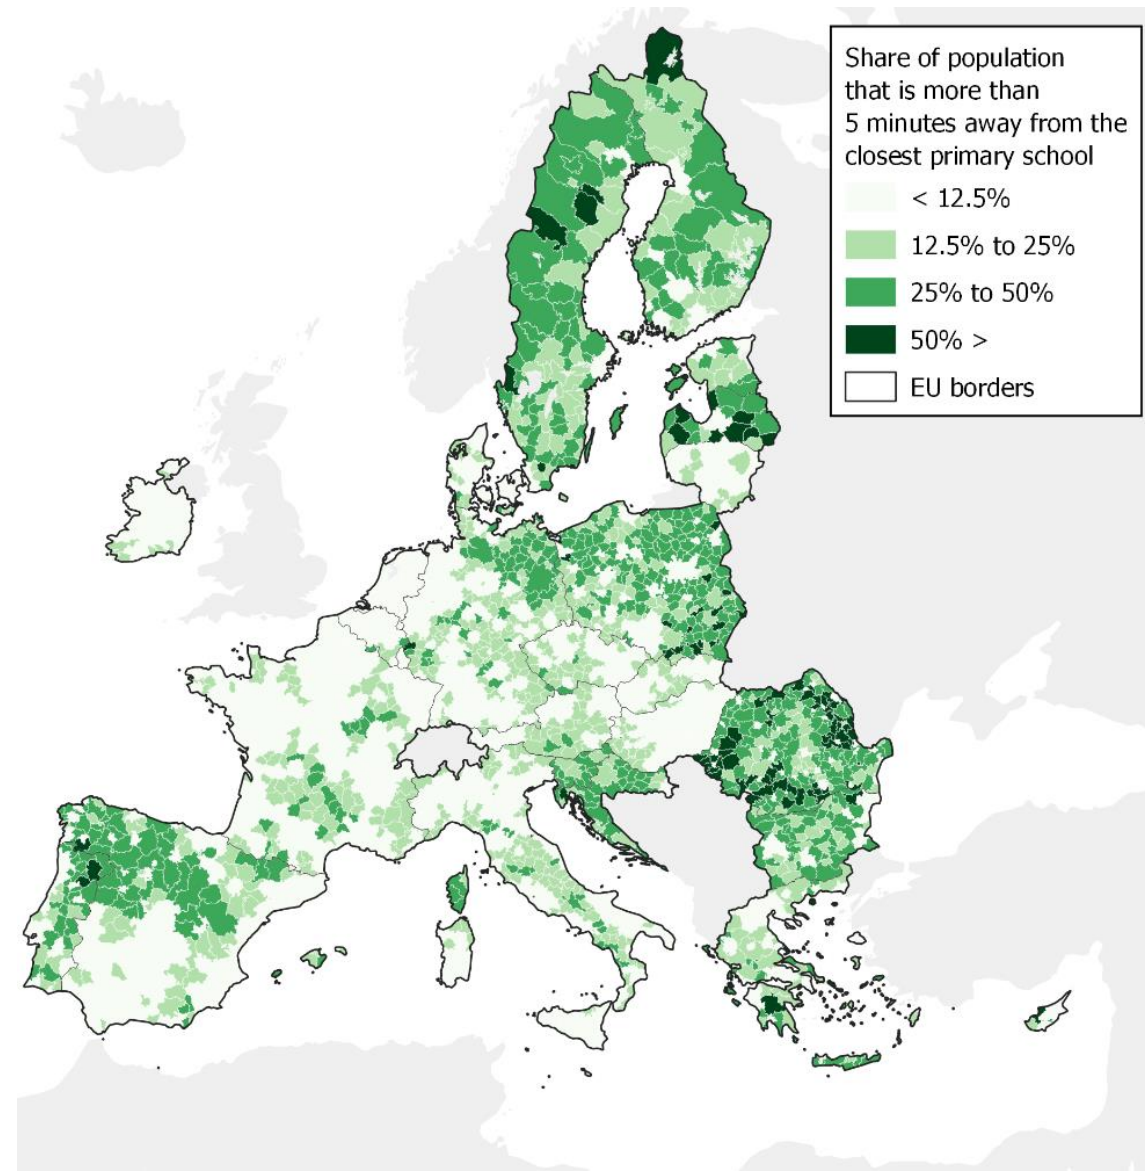 Share of population
that is more than
5 minutes away from the
closest primary school
< 12.5%
12.5% to 25%
25% to 50%
50% >
EU borders